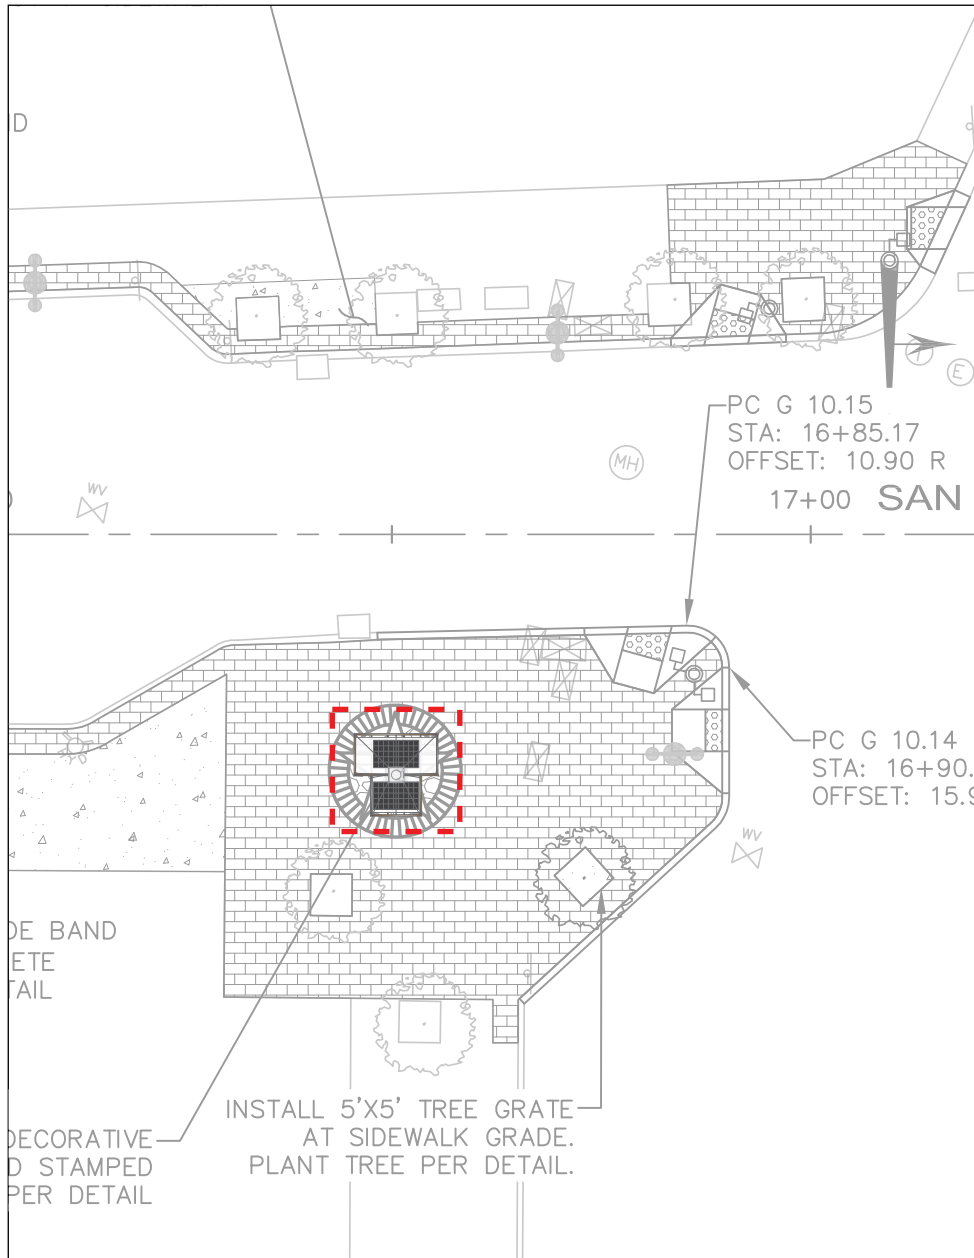 PC G 10.15
STA: 16+85.17
OFFSET: 10.90 R
MH
E
WV
17+00 SAN
PC G 10.14
STA: 16+90.
OFFSET: 15.9
WV
DE BAND
ETE
TAIL
INSTALL 5'X5' TREE GRATE
AT SIDEWALK GRADE.
PLANT TREE PER DETAIL.
DECORATIVE
D STAMPED
PER DETAIL